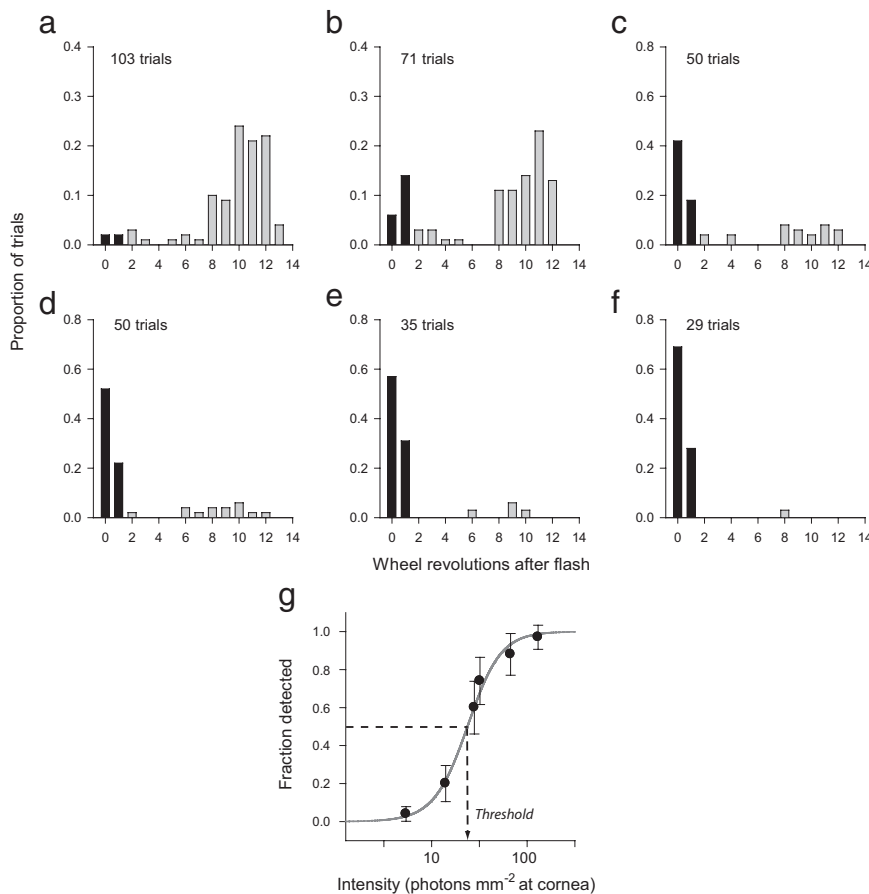 a
b
c
103 trials
71 trials
50 trials
0.4
0.3
0.2
0.1
0.0
0 2 4 6 8 10 12 14
0.4
0.3
0.2
0.1
0.0
0 2 4 6 8 10 12 14
0.8
0.6
0.4
0.2
0.0
0 2 4 6 8 10 12 14
Proportion of trials
d
e
f
50 trials
35 trials
29 trials
0.8
0.6
0.4
0.2
0.0
0 2 4 6 8 10 12 14
0.8
0.6
0.4
0.2
0.0
0 2 4 6 8 10 12 14
0.8
0.6
0.4
0.2
0.0
0 2 4 6 8 10 12 14
Wheel revolutions after flash
g
1.0
0.8
0.6
0.4
0.2
0.0
Fraction detected
Threshold
10 100
Intensity (photons mm⁻² at cornea)